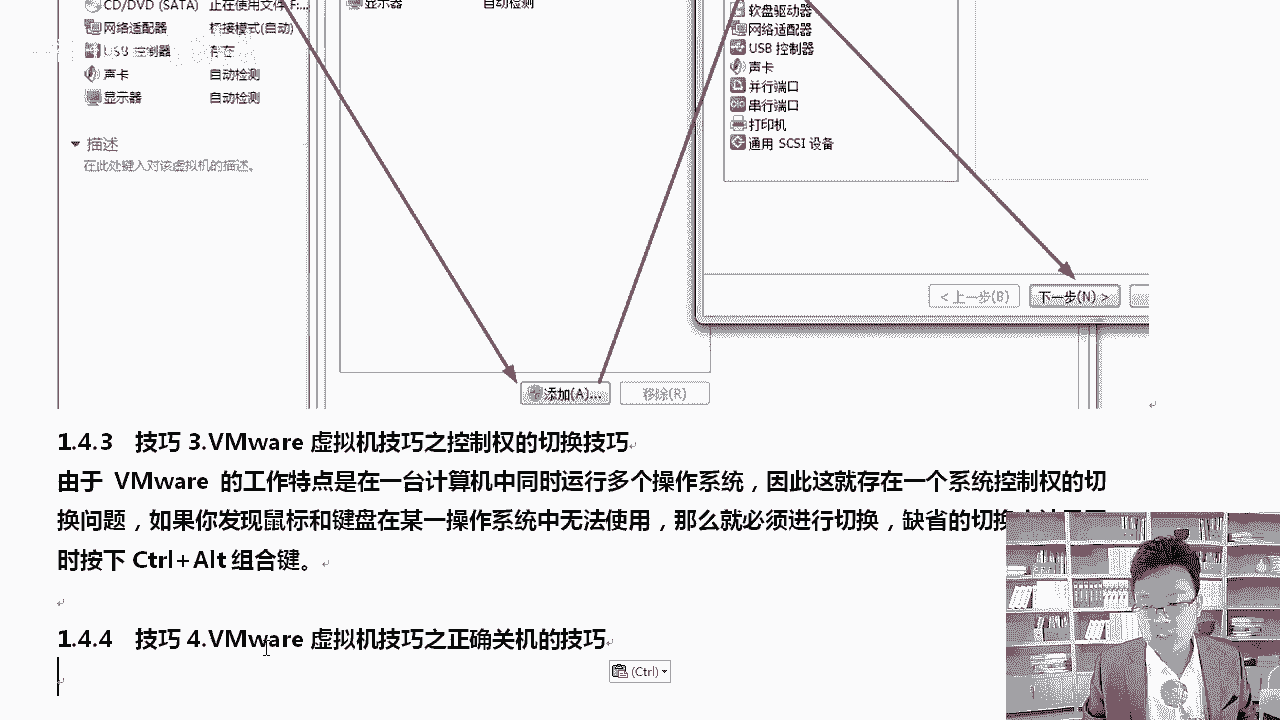 CD/DVD (SATA) 正在使用文件 F:...
网络适配器 桥接模式(自动)
USB 控制器 存在
声卡 自动检测
显示器 自动检测
描述
在此处键入对该虚拟机的描述。
显示器 自动检测
添加(A)...
移除(R)
软盘驱动器
网络适配器
USB 控制器
声卡
并行端口
串行端口
打印机
通用 SCSI 设备
< 上一步(B)
下一步(N) >
1.4.3 技巧 3.VMware 虚拟机技巧之控制权的切换技巧
由于 VMware 的工作特点是在一台计算机中同时运行多个操作系统，因此这就存在一个系统控制权的切
换问题，如果你发现鼠标和键盘在某一操作系统中无法使用，那么就必须进行切换，缺省的切换
时按下 Ctrl+Alt 组合键。
1.4.4 技巧 4.VMware 虚拟机技巧之正确关机的技巧
(Ctrl)